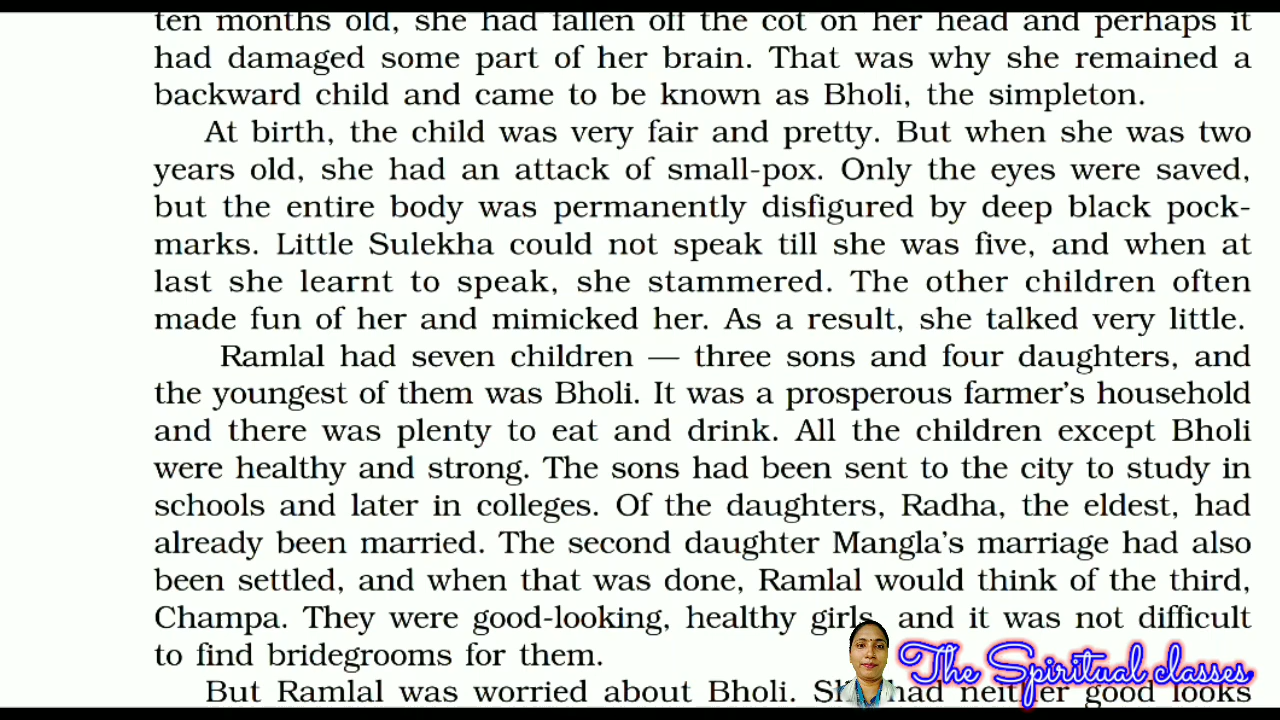 ten months old, she had fallen off the cot on her head and perhaps it
had damaged some part of her brain. That was why she remained a
backward child and came to be known as Bholi, the simpleton.
At birth, the child was very fair and pretty. But when she was two
years old, she had an attack of small-pox. Only the eyes were saved,
but the entire body was permanently disfigured by deep black pock-
marks. Little Sulekha could not speak till she was five, and when at
last she learnt to speak, she stammered. The other children often
made fun of her and mimicked her. As a result, she talked very little.
Ramlal had seven children — three sons and four daughters, and
the youngest of them was Bholi. It was a prosperous farmer's household
and there was plenty to eat and drink. All the children except Bholi
were healthy and strong. The sons had been sent to the city to study in
schools and later in colleges. Of the daughters, Radha, the eldest, had
already been married. The second daughter Mangla's marriage had also
been settled, and when that was done, Ramlal would think of the third,
Champa. They were good-looking, healthy girls, and it was not difficult
to find bridegrooms for them.
But Ramlal was worried about Bholi. She had neither good looks
The Spiritual classes